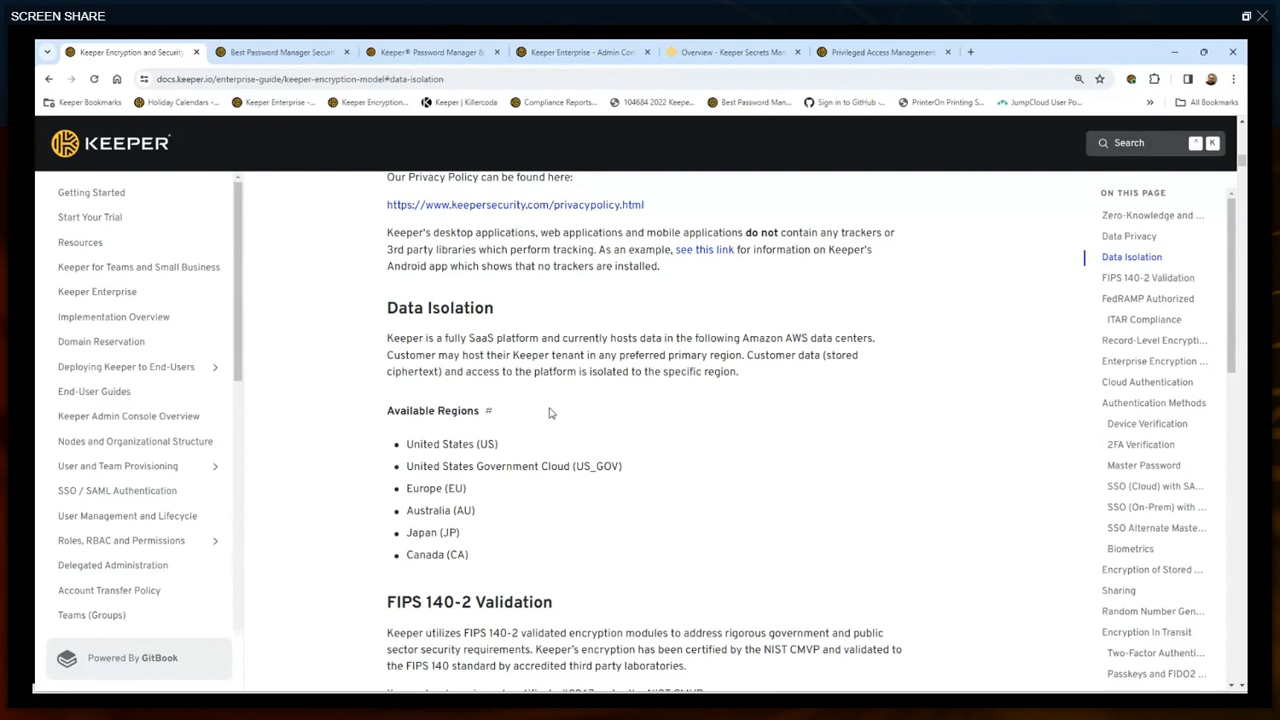 SCREEN SHARE
Keeper Encryption and Security
Best Password Manager Securi
Keeper® Password Manager &
Keeper Enterprise - Admin Con
Overview - Keeper Secrets Man
Privileged Access Management
docs.keeper.io/enterprise-guide/keeper-encryption-model#data-isolation
Keeper Bookmarks
Holiday Calendars -...
Keeper Enterprise -...
Keeper Encryption...
Keeper | Killercoda
Compliance Reports...
104684 2022 Keepe...
Best Password Man...
Sign in to GitHub ·...
PrinterOn Printing S...
JumpCloud User Po...
»
All Bookmarks
KEEPER
Search
^ K
Getting Started
Start Your Trial
Resources
Keeper for Teams and Small Business
Keeper Enterprise
Implementation Overview
Domain Reservation
Deploying Keeper to End-Users
End-User Guides
Keeper Admin Console Overview
Nodes and Organizational Structure
User and Team Provisioning
SSO / SAML Authentication
User Management and Lifecycle
Roles, RBAC and Permissions
Delegated Administration
Account Transfer Policy
Teams (Groups)
Powered By GitBook
Our Privacy Policy can be found here:
https://www.keepersecurity.com/privacypolicy.html
Keeper's desktop applications, web applications and mobile applications do not contain any trackers or
3rd party libraries which perform tracking. As an example, see this link for information on Keeper's
Android app which shows that no trackers are installed.
Data Isolation
Keeper is a fully SaaS platform and currently hosts data in the following Amazon AWS data centers.
Customer may host their Keeper tenant in any preferred primary region. Customer data (stored
ciphertext) and access to the platform is isolated to the specific region.
Available Regions #
• United States (US)
• United States Government Cloud (US_GOV)
• Europe (EU)
• Australia (AU)
• Japan (JP)
• Canada (CA)
FIPS 140-2 Validation
Keeper utilizes FIPS 140-2 validated encryption modules to address rigorous government and public
sector security requirements. Keeper's encryption has been certified by the NIST CMVP and validated to
the FIPS 140 standard by accredited third party laboratories.
ON THIS PAGE
Zero-Knowledge and ...
Data Privacy
Data Isolation
FIPS 140-2 Validation
FedRAMP Authorized
ITAR Compliance
Record-Level Encrypti...
Enterprise Encryption ...
Cloud Authentication
Authentication Methods
Device Verification
2FA Verification
Master Password
SSO (Cloud) with SA...
SSO (On-Prem) with ...
SSO Alternate Maste...
Biometrics
Encryption of Stored ...
Sharing
Random Number Gen...
Encryption In Transit
Two-Factor Authenti...
Passkeys and FIDO2 ...